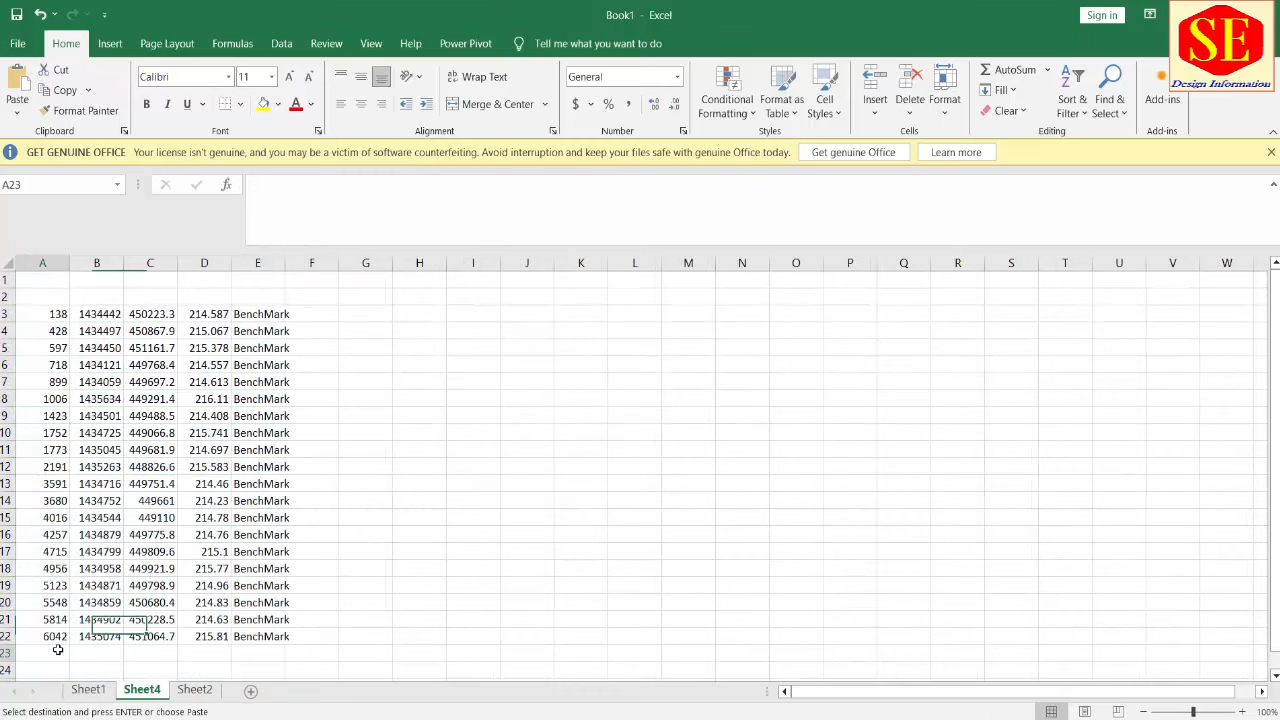 Book1 - Excel
Sign in
SE
Design Information
File Home Insert Page Layout Formulas Data Review View Help Power Pivot Tell me what you want to do
Paste
Cut
Copy
Format Painter
Clipboard
Calibri 11
B I U
Font
Wrap Text
Merge & Center
Alignment
General
$ % ,
Number
Conditional Formatting
Format as Table
Cell Styles
Styles
Insert Delete Format
Cells
AutoSum
Fill
Clear
Sort & Filter
Find & Select
Editing
Add-ins
Add-ins
GET GENUINE OFFICE Your license isn't genuine, and you may be a victim of software counterfeiting. Avoid interruption and keep your files safe with genuine Office today. Get genuine Office Learn more
A23 fx
A B C D E F G H I J K L M N O P Q R S T U V W
1
2
3 138 1434442 450223.3 214.587 BenchMark
4 428 1434497 450867.9 215.067 BenchMark
5 597 1434450 451161.7 215.378 BenchMark
6 718 1434121 449768.4 214.557 BenchMark
7 899 1434059 449697.2 214.613 BenchMark
8 1006 1435634 449291.4 216.11 BenchMark
9 1423 1434501 449488.5 214.408 BenchMark
10 1752 1434725 449066.8 215.741 BenchMark
11 1773 1435045 449681.9 214.697 BenchMark
12 2191 1435263 448826.6 215.583 BenchMark
13 3591 1434716 449751.4 214.46 BenchMark
14 3680 1434752 449661 214.23 BenchMark
15 4016 1434544 449110 214.78 BenchMark
16 4257 1434879 449775.8 214.76 BenchMark
17 4715 1434799 449809.6 215.1 BenchMark
18 4956 1434958 449921.9 215.77 BenchMark
19 5123 1434871 449798.9 214.96 BenchMark
20 5548 1434859 450680.4 214.83 BenchMark
21 5814 1434902 450228.5 214.63 BenchMark
22 6042 1435074 451064.7 215.81 BenchMark
23
24
Sheet1 Sheet4 Sheet2
Select destination and press ENTER or choose Paste
100%